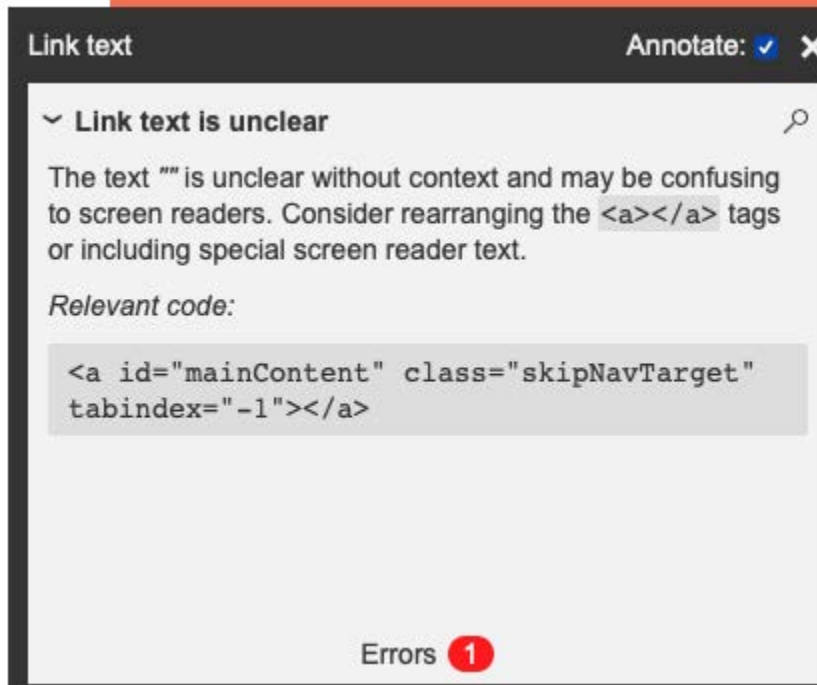 Link text
Annotate:
Link text is unclear
The text "" is unclear without context and may be confusing
to screen readers. Consider rearranging the <a></a> tags
or including special screen reader text.
Relevant code:
<a id="mainContent" class="skipNavTarget"
tabindex="-1"></a>
Errors 1